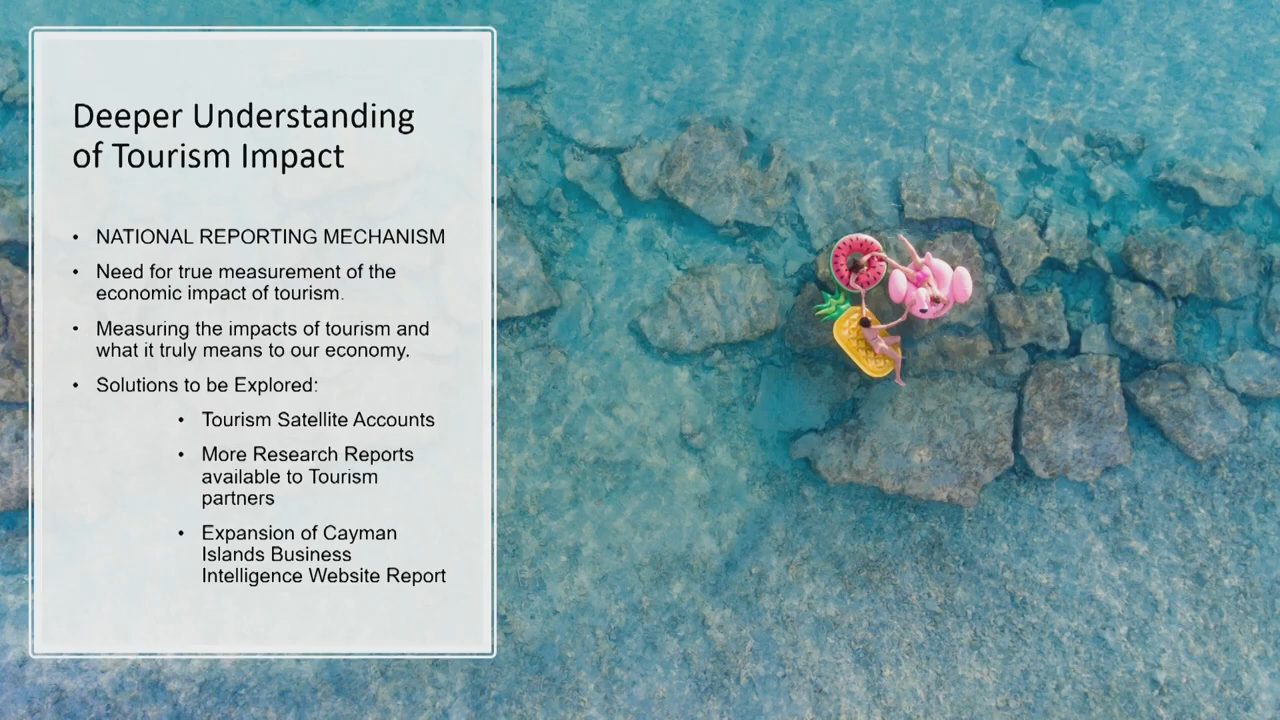 Deeper Understanding
of Tourism Impact
• NATIONAL REPORTING MECHANISM
• Need for true measurement of the
economic impact of tourism.
• Measuring the impacts of tourism and
what it truly means to our economy.
• Solutions to be Explored:
• Tourism Satellite Accounts
• More Research Reports
available to Tourism
partners
• Expansion of Cayman
Islands Business
Intelligence Website Report